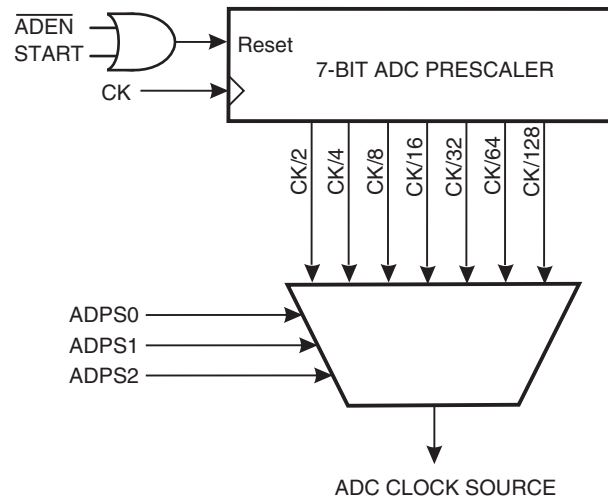 ADEN
START
Reset
7-BIT ADC PRESCALER
CK
CK/2
CK/4
CK/8
CK/16
CK/32
CK/64
CK/128
ADPS0
ADPS1
ADPS2
ADC CLOCK SOURCE